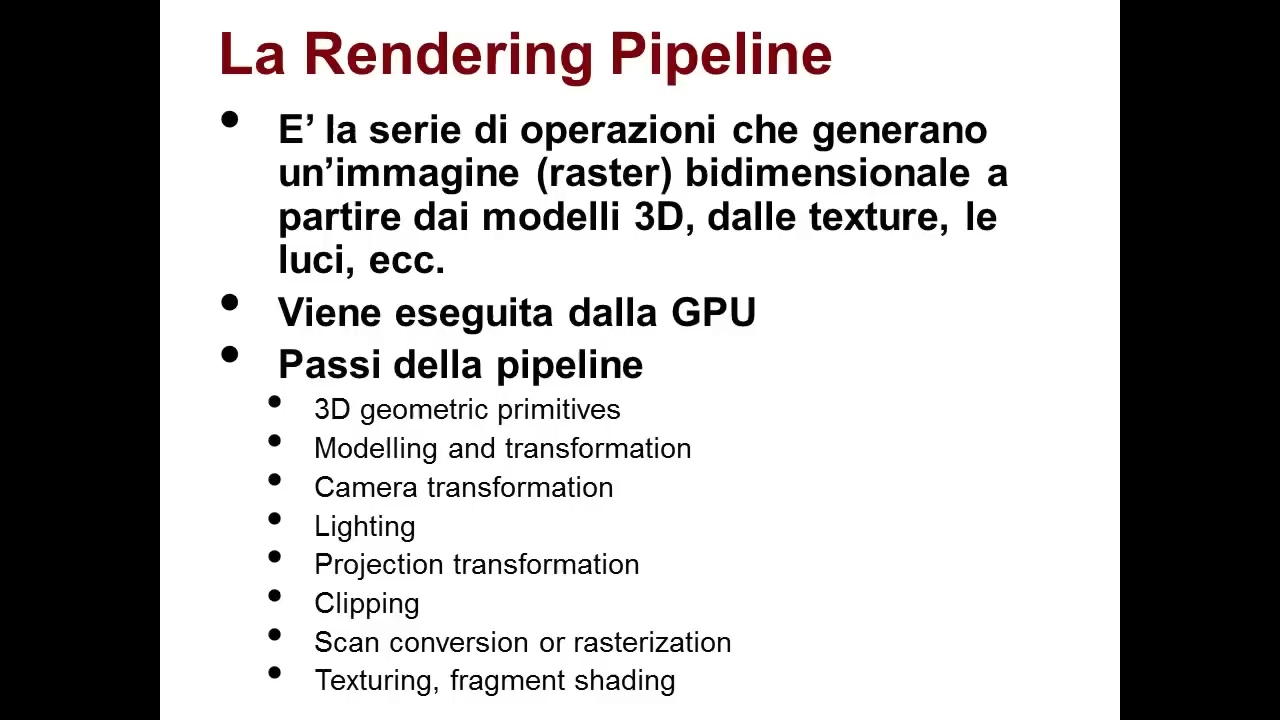 La Rendering Pipeline
• E’ la serie di operazioni che generano
un’immagine (raster) bidimensionale a
partire dai modelli 3D, dalle texture, le
luci, ecc.
• Viene eseguita dalla GPU
• Passi della pipeline
• 3D geometric primitives
• Modelling and transformation
• Camera transformation
• Lighting
• Projection transformation
• Clipping
• Scan conversion or rasterization
• Texturing, fragment shading